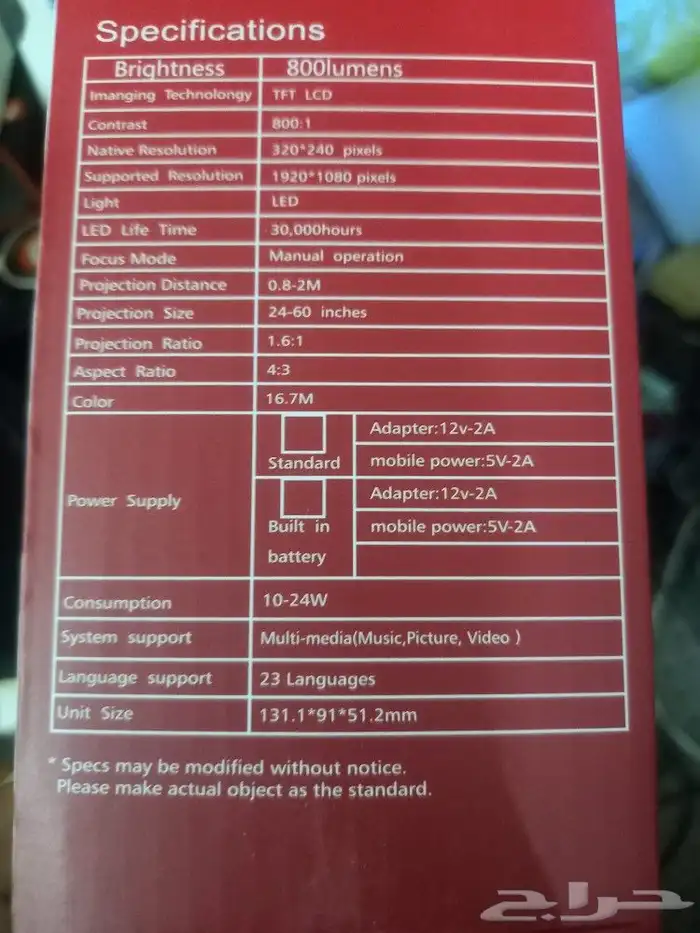 Specifications
Brightness 800lumens
Imanging Technolongy TFT LCD
Contrast 800:1
Native Resolution 320*240 pixels
Supported Resolution 1920*1080 pixels
Light LED
LED Life Time 30,000hours
Focus Mode Manual operation
Projection Distance 0.8-2M
Projection Size 24-60 inches
Projection Ratio 1.6:1
Aspect Ratio 4:3
Color 16.7M
Power Supply
Standard
Adapter:12v-2A
mobile power:5V-2A
Built in
battery
Adapter:12v-2A
mobile power:5V-2A
Consumption 10-24W
System support Multi-media(Music,Picture, Video )
Language support 23 Languages
Unit Size 131.1*91*51.2mm
* Specs may be modified without notice.
Please make actual object as the standard.
حراج